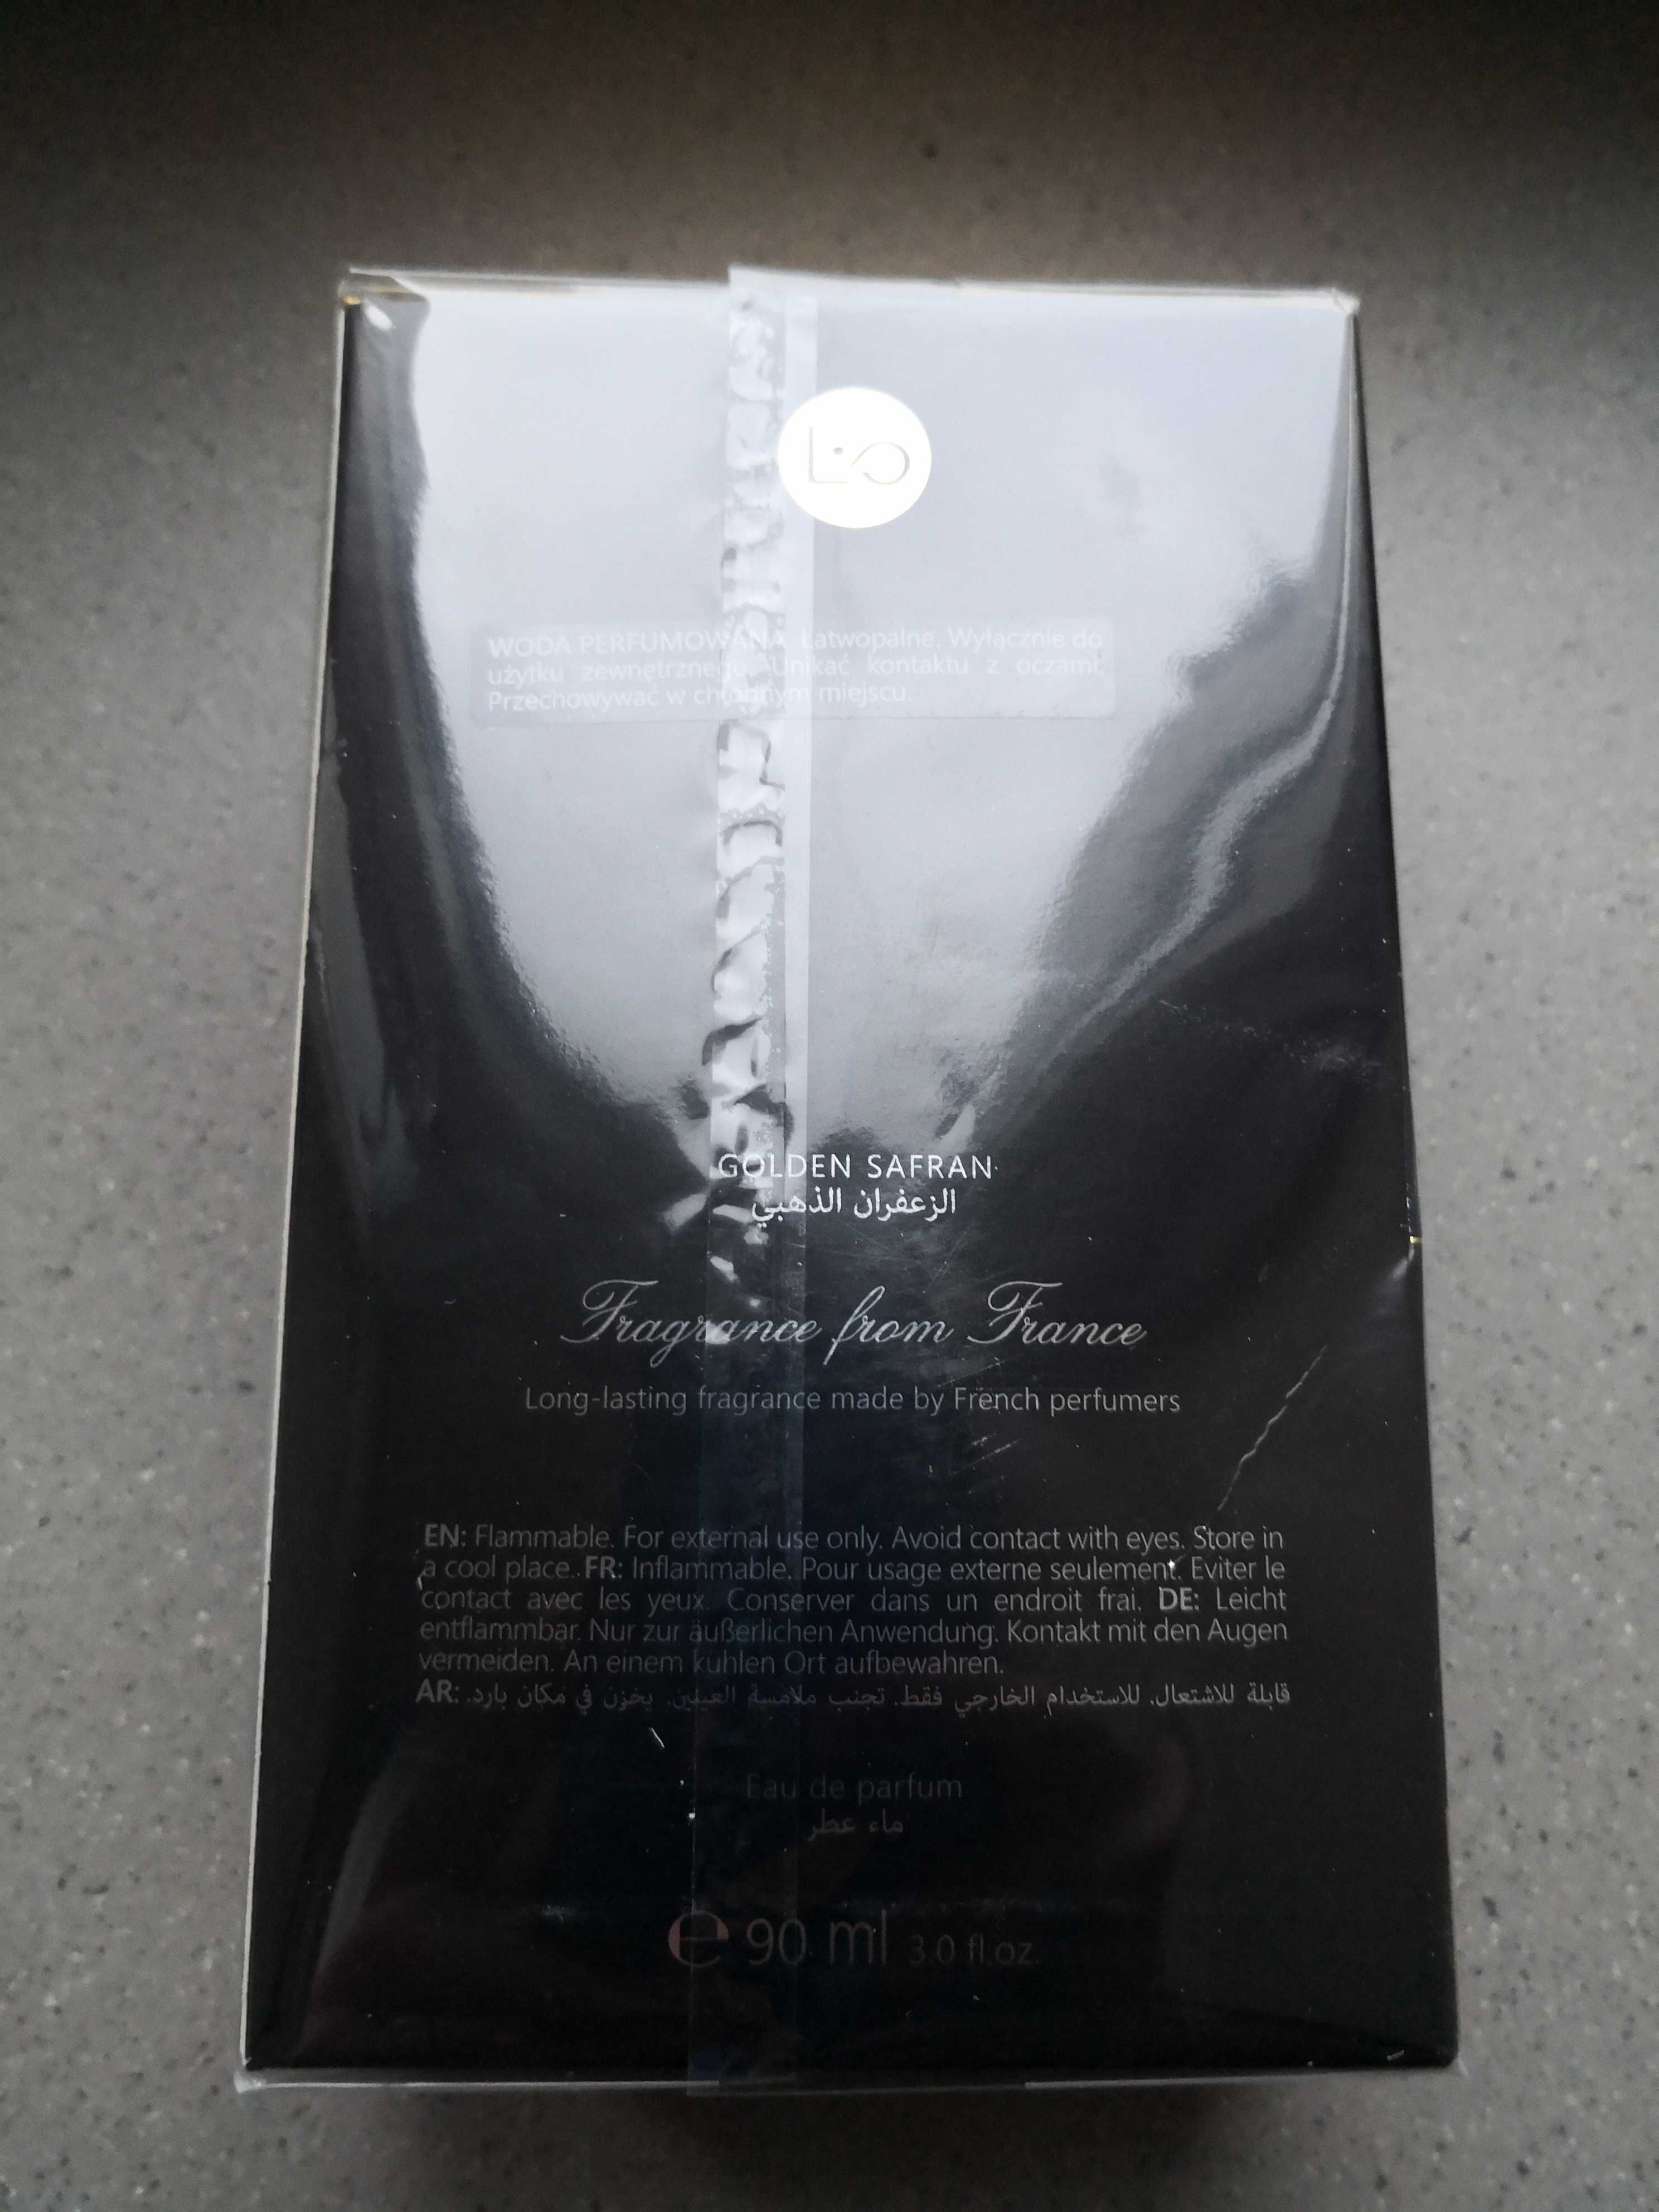 WODA PERFUMOWANA Łatwopalne. Wyłącznie do
użytku zewnętrznego. Unikać kontaktu z oczami.
Przechowywać w chłodnym miejscu.
GOLDEN SAFRAN
الزعفران الذهبي
Fragrance from France
Long-lasting fragrance made by French perfumers
EN: Flammable. For external use only. Avoid contact with eyes. Store in
a cool place. FR: Inflammable. Pour usage externe seulement. Eviter le
contact avec les yeux. Conserver dans un endroit frai. DE: Leicht
entflammbar. Nur zur äußerlichen Anwendung. Kontakt mit den Augen
vermeiden. An einem kuhlen Ort aufbewahren.
AR: قابلة للاشتعال. للاستخدام الخارجي فقط. تجنب ملامسة العينين. يخزن في مكان بارد.
Eau de parfum
ماء عطر
e 90 ml 3.0 fl.oz.